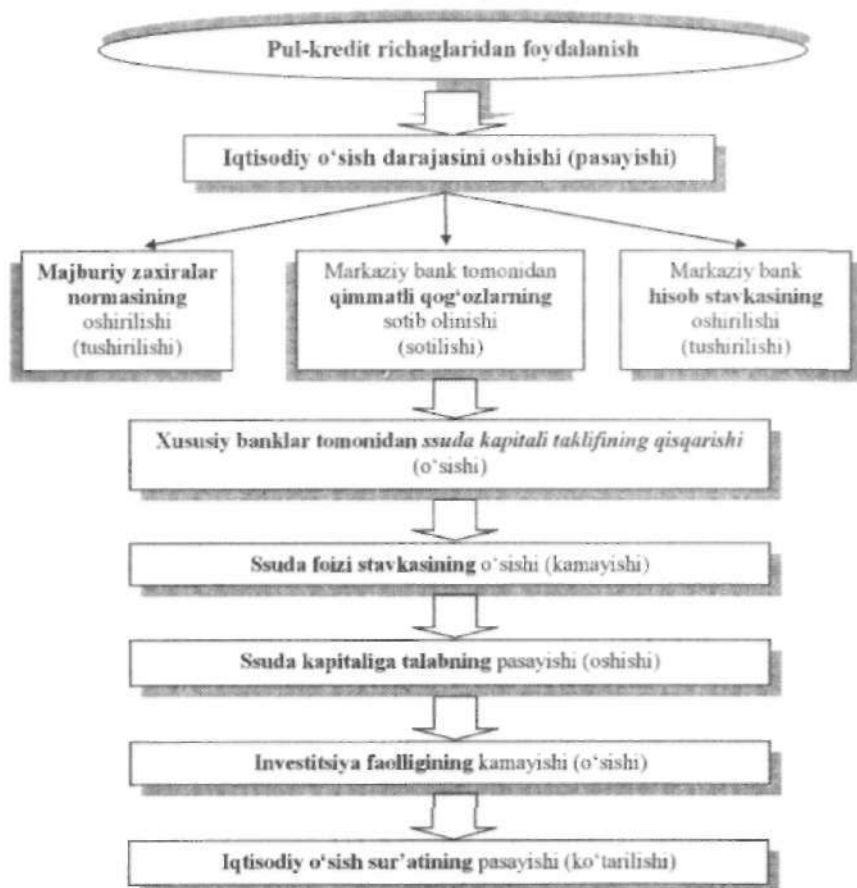 Pul-kredit richaglaridan foydalanish
Iqtisodiy o‘sish darajasini oshishi (pasayishi)
Majburiy zaxiralar
normasining
oshirilishi
(tushirilishi)
Markaziy bank tomonidan
qimmatli qog‘ozlarning
sotib olinishi
(sotilishi)
Markaziy bank
hisob stavkasining
oshirilishi
(tushirilishi)
Xususiy banklar tomonidan ssuda kapitali taklifining qisqarishi
(o‘sishi)
Ssuda foizi stavkasining o‘sishi (kamayishi)
Ssuda kapitaliga talabning pasayishi (oshishi)
Investitsiya faolligining kamayishi (o‘sishi)
Iqtisodiy o‘sish sur’atining pasayishi (ko‘tarilishi)